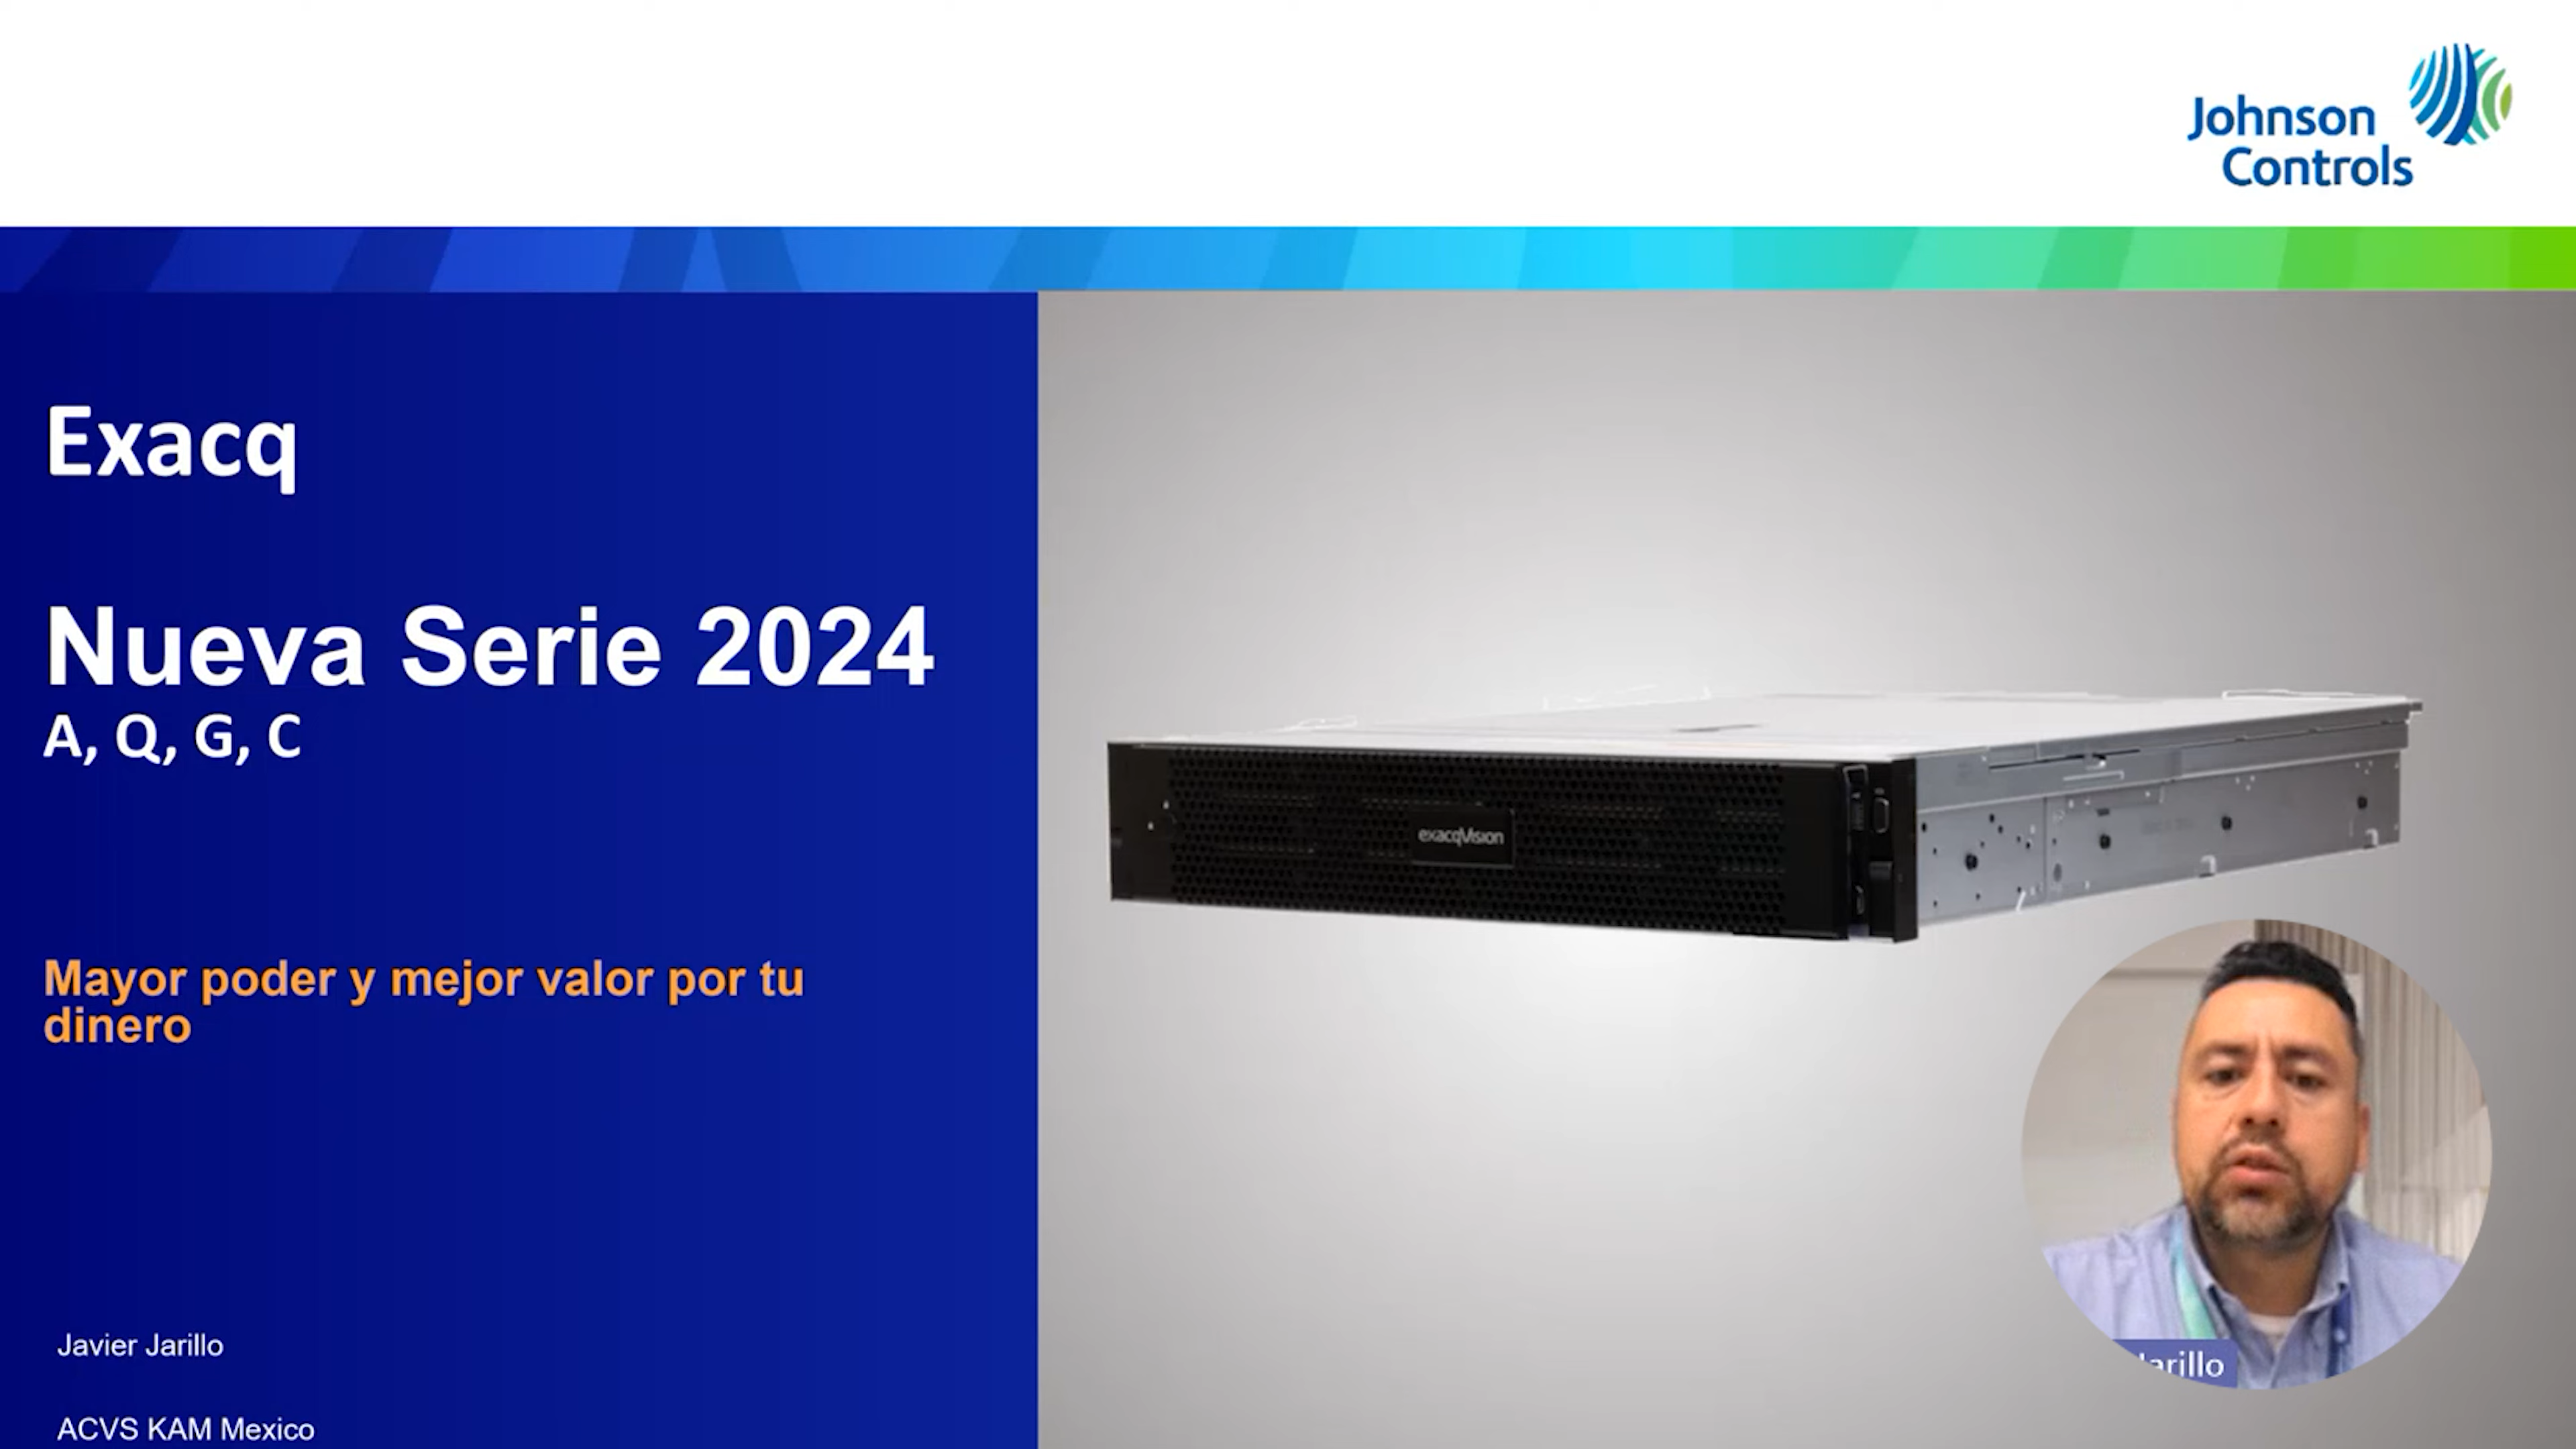 Johnson
Controls
Exacq
Nueva Serie 2024
A, Q, G, C
exacqVision
Mayor poder y mejor valor por tu
dinero
Javier Jarillo
ACVS KAM Mexico
arillo